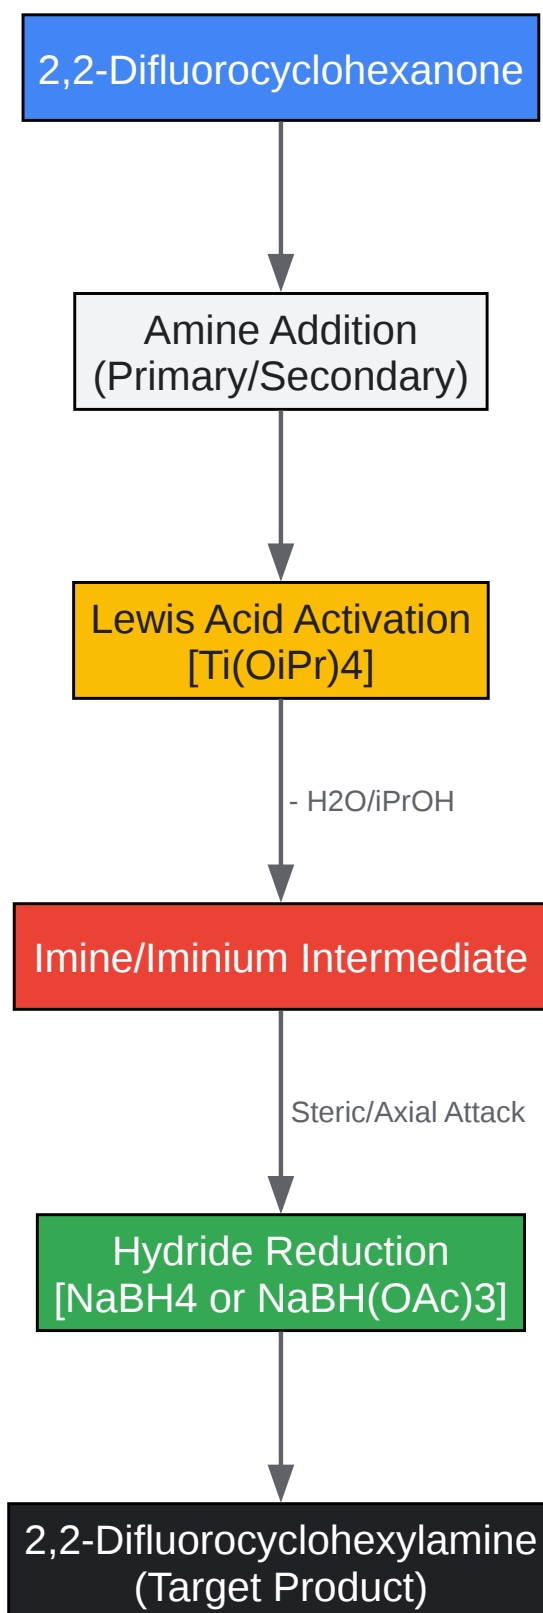 2,2-Difluorocyclohexanone
Amine Addition
(Primary/Secondary)
Lewis Acid Activation
[Ti(OiPr)4]
- H2O/iPrOH
Imine/Iminium Intermediate
Steric/Axial Attack
Hydride Reduction
[NaBH4 or NaBH(OAc)3]
2,2-Difluorocyclohexylamine
(Target Product)